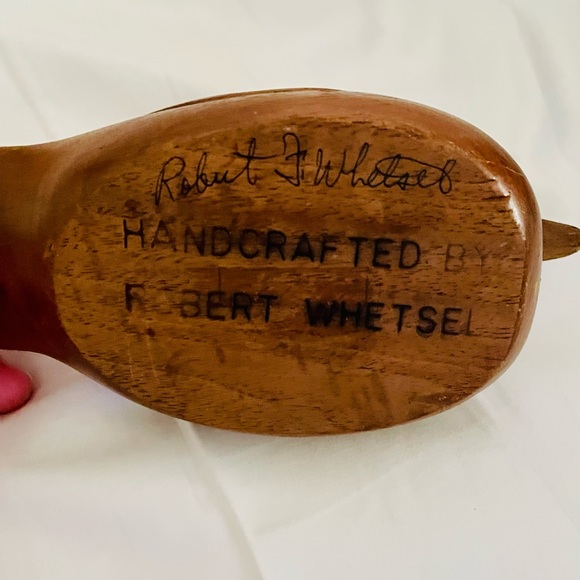 Robert F. Whetsel
HANDCRAFTED BY
ROBERT WHETSEL